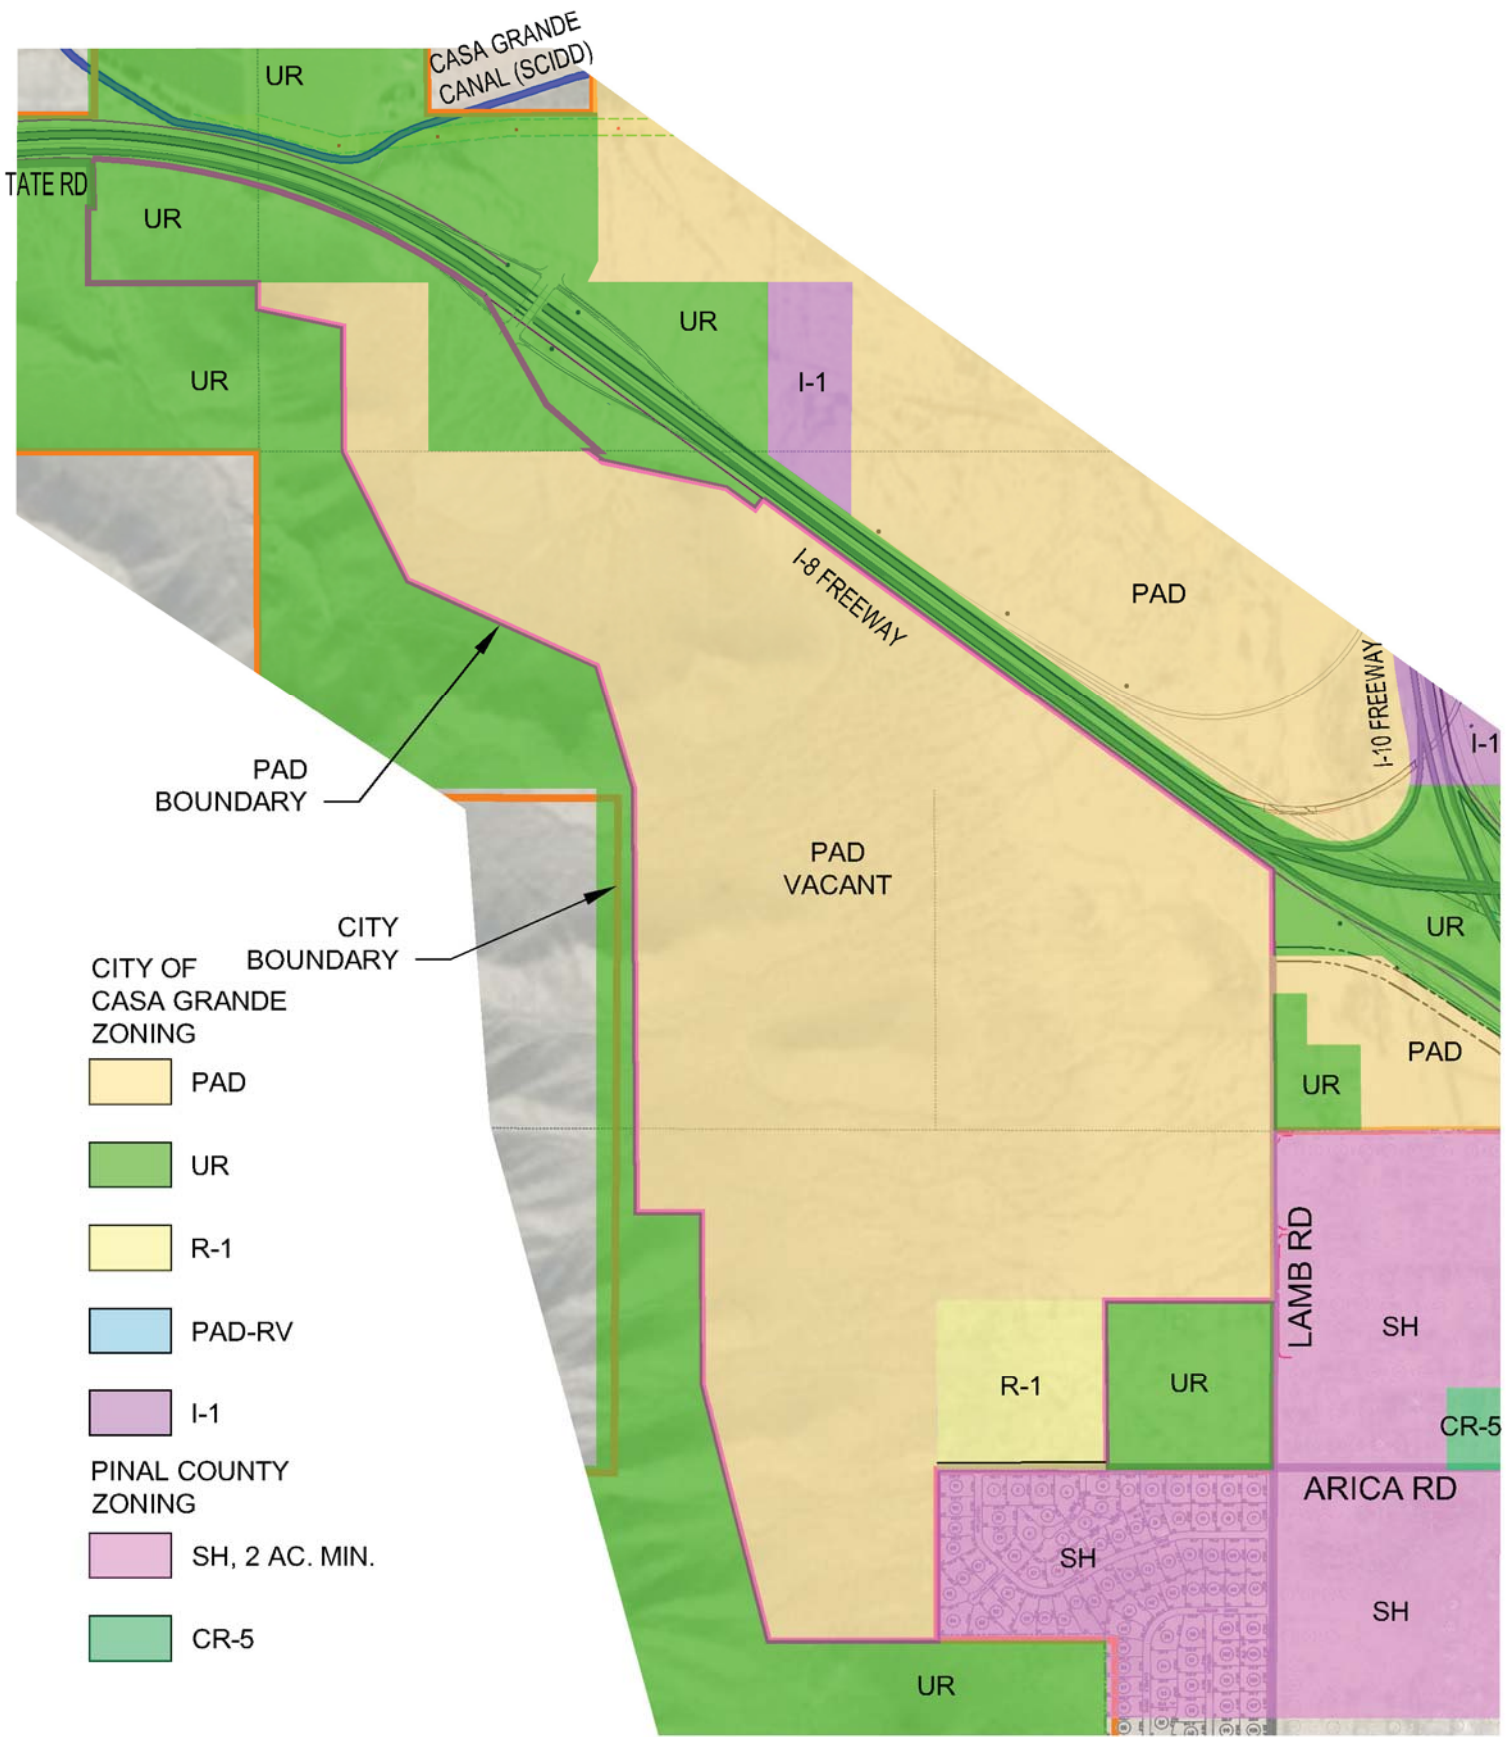 CASA GRANDE
CANAL (SCIDD)
UR
TATE RD
UR
UR
UR
I-1
I-8 FREEWAY
PAD
I-10 FREEWAY
I-1
PAD
BOUNDARY
PAD
VACANT
CITY
BOUNDARY
UR
PAD
UR
CITY OF
CASA GRANDE
ZONING
PAD
UR
R-1
PAD-RV
I-1
PINAL COUNTY
ZONING
SH, 2 AC. MIN.
CR-5
LAMB RD
SH
R-1
UR
CR-5
ARICA RD
SH
SH
UR